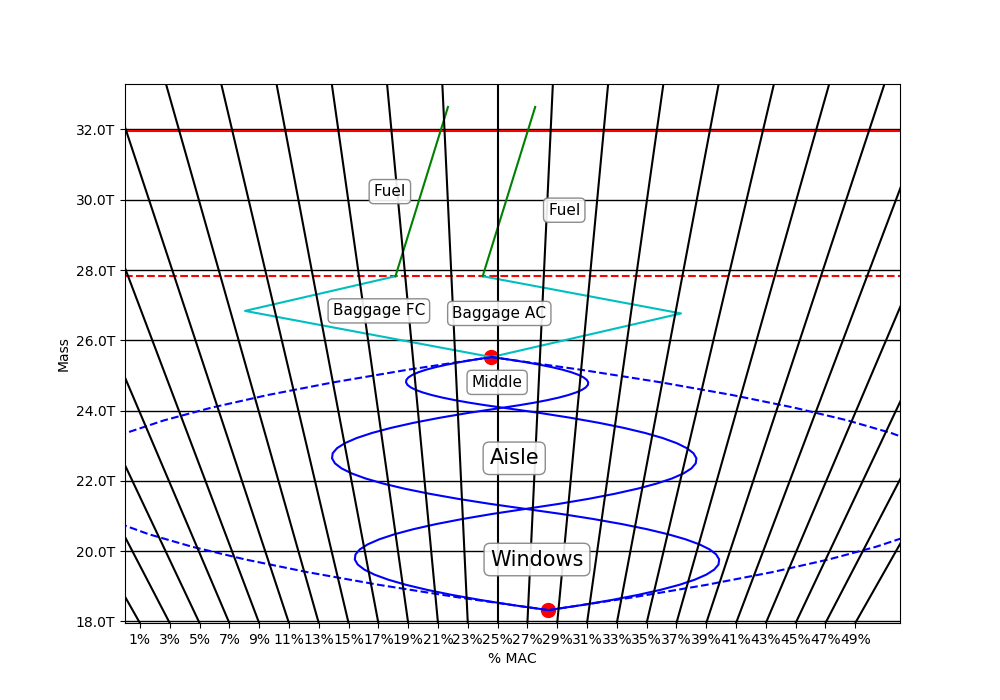 32.0T
30.0T
28.0T
26.0T
24.0T
22.0T
20.0T
18.0T
Mass
Fuel
Fuel
Baggage FC
Baggage AC
Middle
Aisle
Windows
1% 3% 5% 7% 9% 11% 13% 15% 17% 19% 21% 23% 25% 27% 29% 31% 33% 35% 37% 39% 41% 43% 45% 47% 49%
% MAC